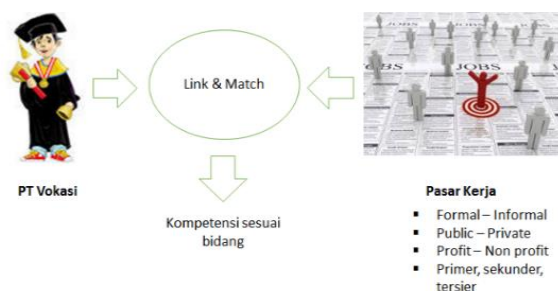 Link & Match
JOBS
JOBS
PT Vokasi
Kompetensi sesuai
bidang
Pasar Kerja
▪ Formal – Informal
▪ Public – Private
▪ Profit – Non profit
▪ Primer, sekunder,
tersier